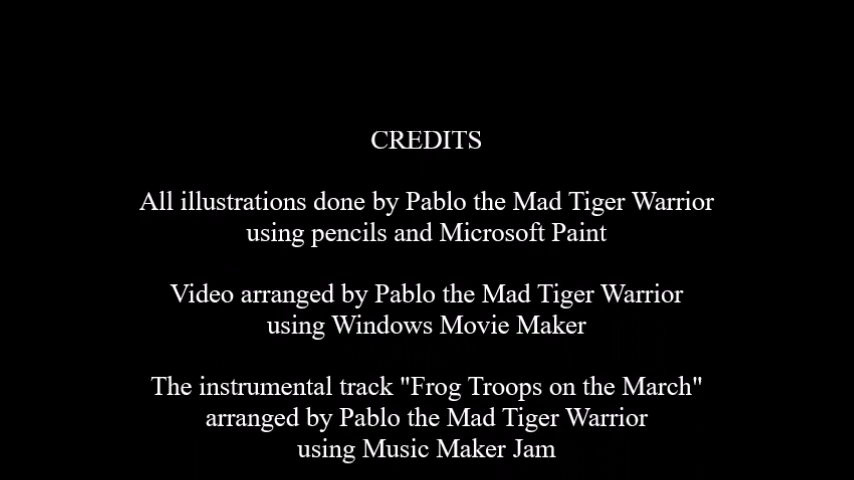 CREDITS
All illustrations done by Pablo the Mad Tiger Warrior
using pencils and Microsoft Paint
Video arranged by Pablo the Mad Tiger Warrior
using Windows Movie Maker
The instrumental track "Frog Troops on the March"
arranged by Pablo the Mad Tiger Warrior
using Music Maker Jam